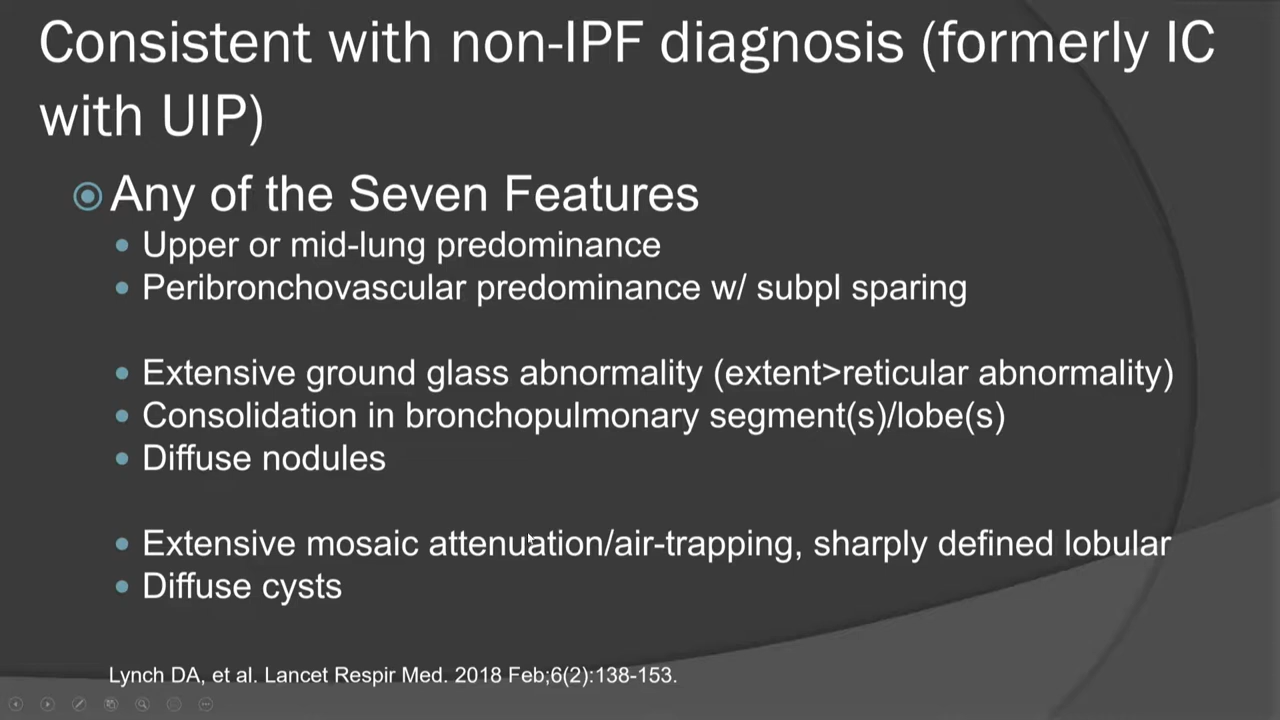 Consistent with non-IPF diagnosis (formerly IC
with UIP)
Any of the Seven Features
Upper or mid-lung predominance
Peribronchovascular predominance w/ subpl sparing
Extensive ground glass abnormality (extent>reticular abnormality)
Consolidation in bronchopulmonary segment(s)/lobe(s)
Diffuse nodules
Extensive mosaic attenuation/air-trapping, sharply defined lobular
Diffuse cysts
Lynch DA, et al. Lancet Respir Med. 2018 Feb;6(2):138-153.